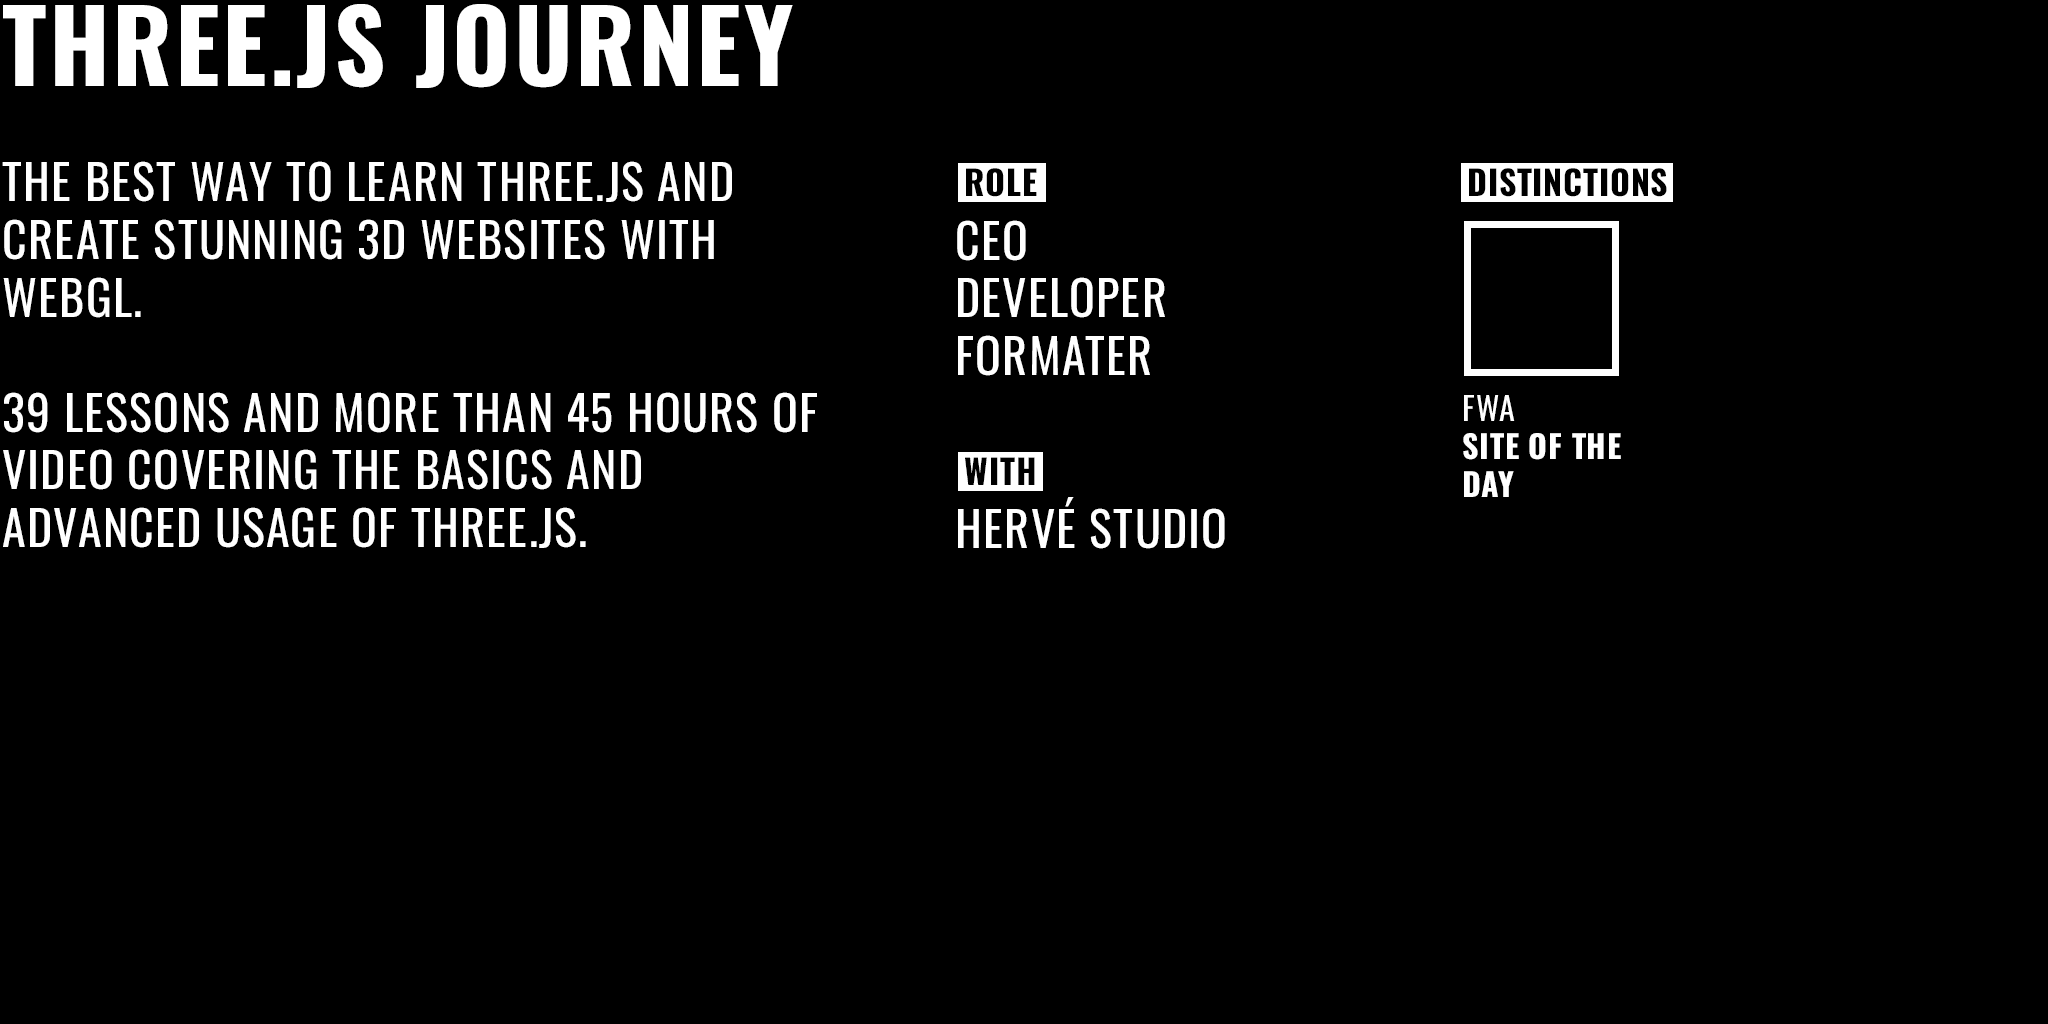 THREE.JS JOURNEY
THE BEST WAY TO LEARN THREE.JS AND
CREATE STUNNING 3D WEBSITES WITH
WEBGL.
39 LESSONS AND MORE THAN 45 HOURS OF
VIDEO COVERING THE BASICS AND
ADVANCED USAGE OF THREE.JS.
ROLE
CEO
DEVELOPER
FORMATER
WITH
HERVÉ STUDIO
DISTINCTIONS
FWA
SITE OF THE
DAY